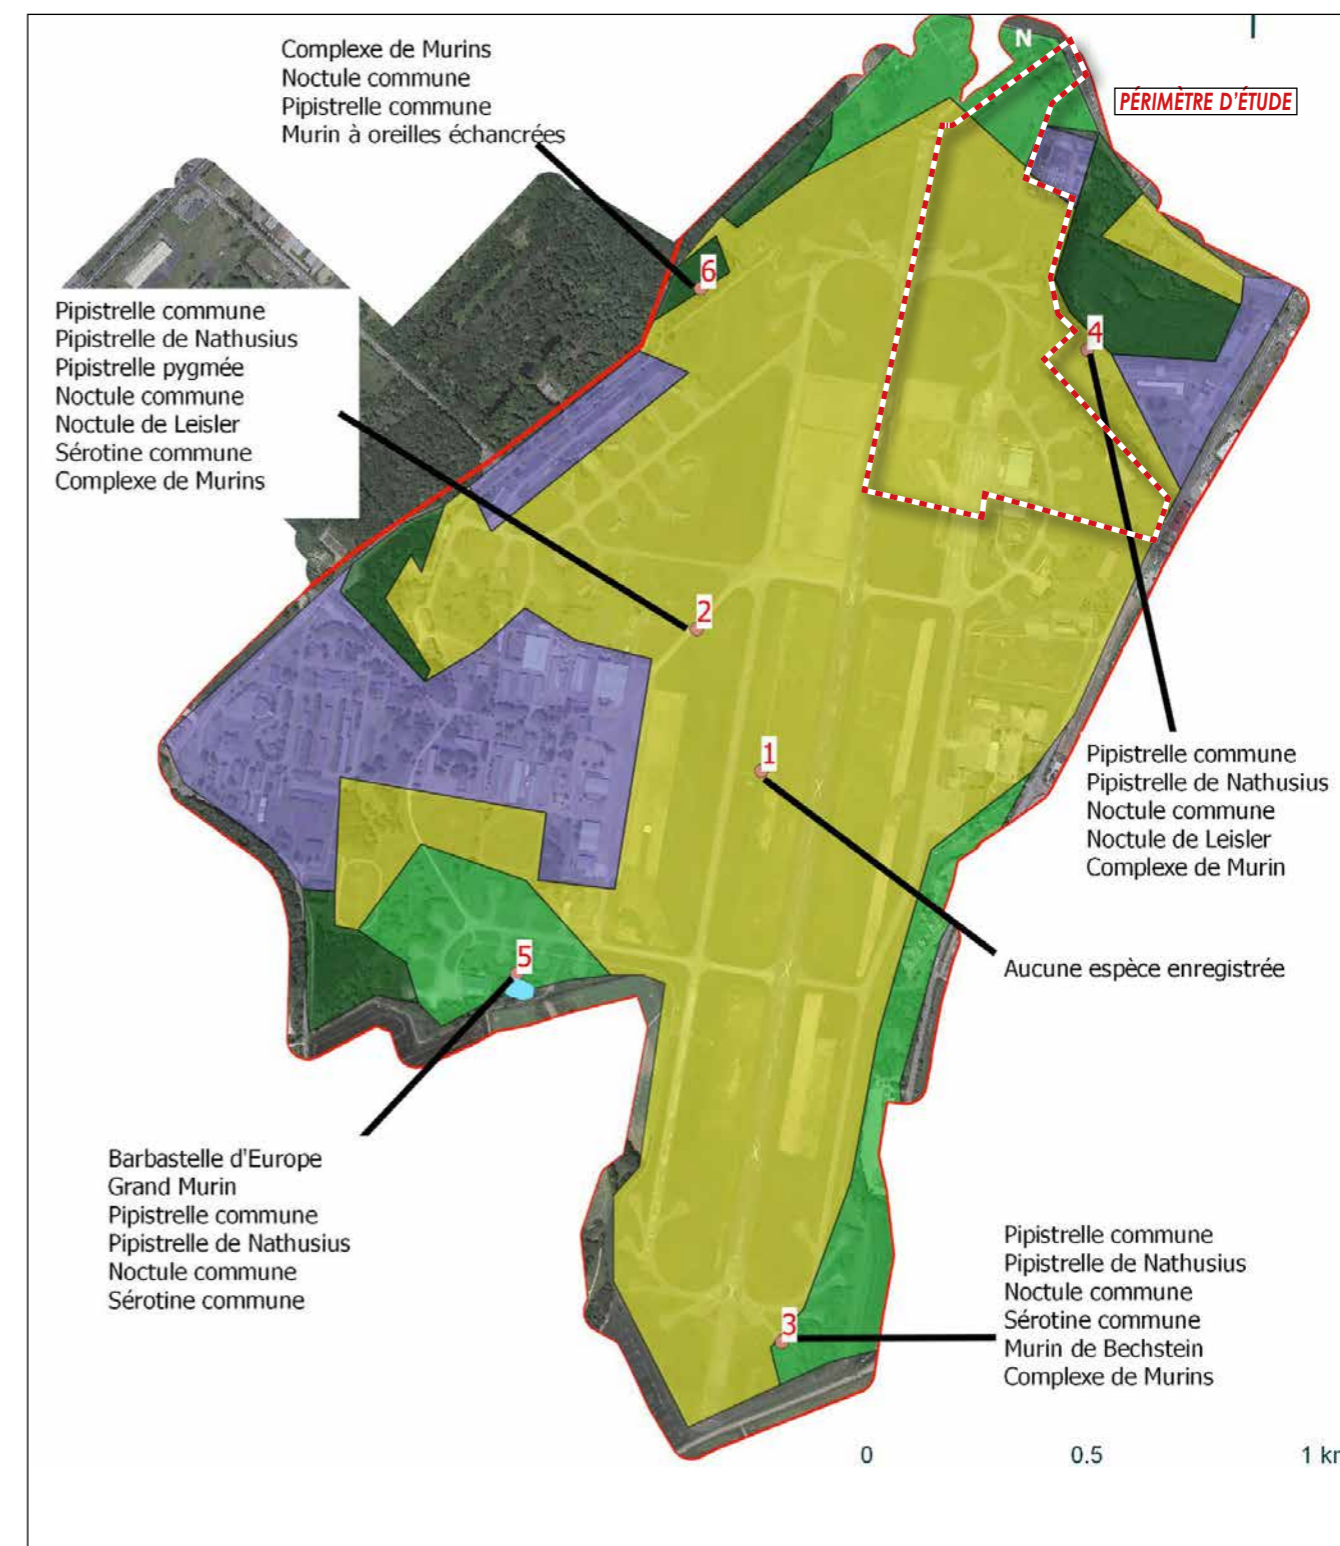 Complexe de Murins
Noctule commune
Pipistrelle commune
Murin à oreilles échancrées
N
PÉRIMÈTRE D'ÉTUDE
6
4
Pipistrelle commune
Pipistrelle de Nathusius
Pipistrelle pygmée
Noctule commune
Noctule de Leisler
Sérotine commune
Complexe de Murins
2
1
Pipistrelle commune
Pipistrelle de Nathusius
Noctule commune
Noctule de Leisler
Complexe de Murin
Aucune espèce enregistrée
5
Barbastelle d'Europe
Grand Murin
Pipistrelle commune
Pipistrelle de Nathusius
Noctule commune
Sérotine commune
3
Pipistrelle commune
Pipistrelle de Nathusius
Noctule commune
Sérotine commune
Murin de Bechstein
Complexe de Murins
0 0.5 1 km